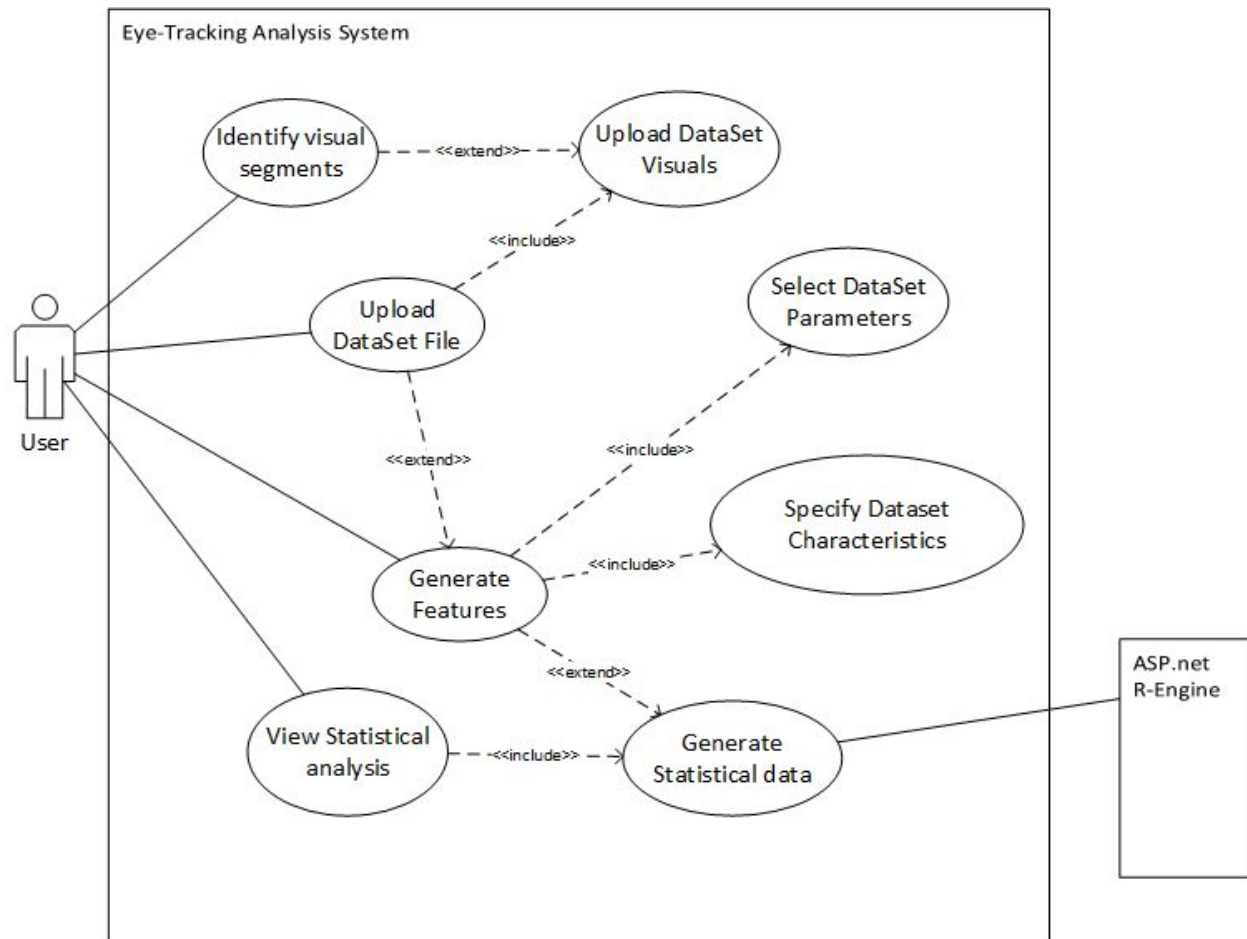 Eye-Tracking Analysis System
Identify visual
segments
<<extend>>
Upload DataSet
Visuals
<<include>>
Upload
DataSet File
Select DataSet
Parameters
User
<<extend>>
<<include>>
Specify Dataset
Characteristics
<<include>>
Generate
Features
<<extend>>
ASP.net
R-Engine
View Statistical
analysis
<<include>>
Generate
Statistical data